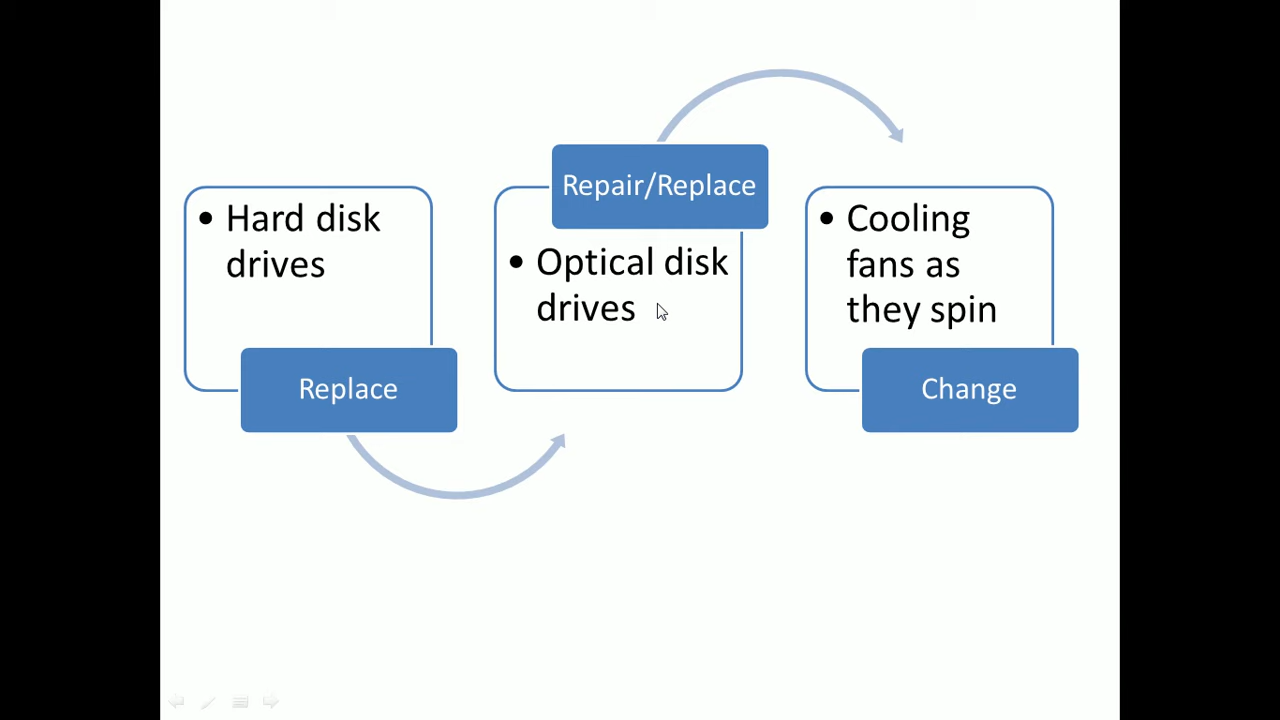 • Hard disk
drives
Replace
Repair/Replace
• Optical disk
drives
• Cooling
fans as
they spin
Change